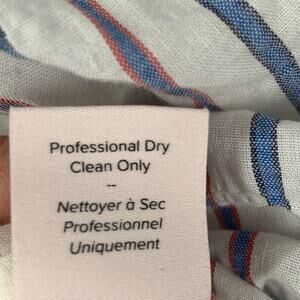 Professional Dry
Clean Only
--
Nettoyer à Sec
Professionnel
Uniquement